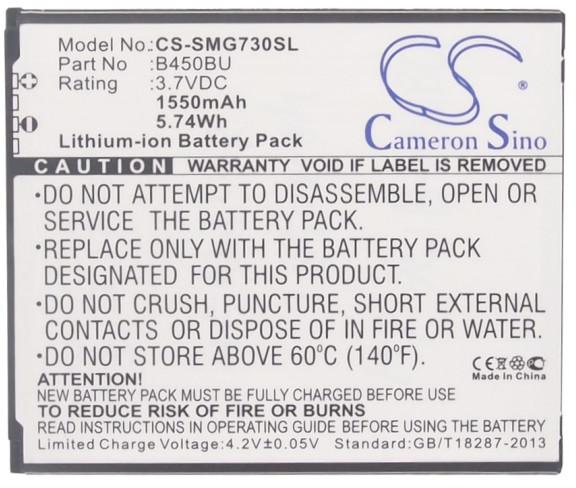 Model No.: CS-SMG730SL
Part No : B450BU
Rating : 3.7VDC
1550mAh
5.74Wh
Lithium-ion Battery Pack
CS ®
Cameron Sino
CAUTION WARRANTY VOID IF LABEL IS REMOVED
•DO NOT ATTEMPT TO DISASSEMBLE, OPEN OR
SERVICE THE BATTERY PACK.
•REPLACE ONLY WITH THE BATTERY PACK
DESIGNATED FOR THIS PRODUCT.
•DO NOT CRUSH, PUNCTURE, SHORT EXTERNAL
CONTACTS OR DISPOSE OF IN FIRE OR WATER.
•DO NOT STORE ABOVE 60°C (140°F).
CE
Made In China
ATTENTION!
NEW BATTERY PACK MUST BE FULLY CHARGED BEFORE USE
TO REDUCE RISK OF FIRE OR BURNS
READ INSTRUCTIONS IN OPERATING MANUAL BEFORE USE
Limited Charge Voltage:4.2V±0.05V Standard:GB/T18287-2013